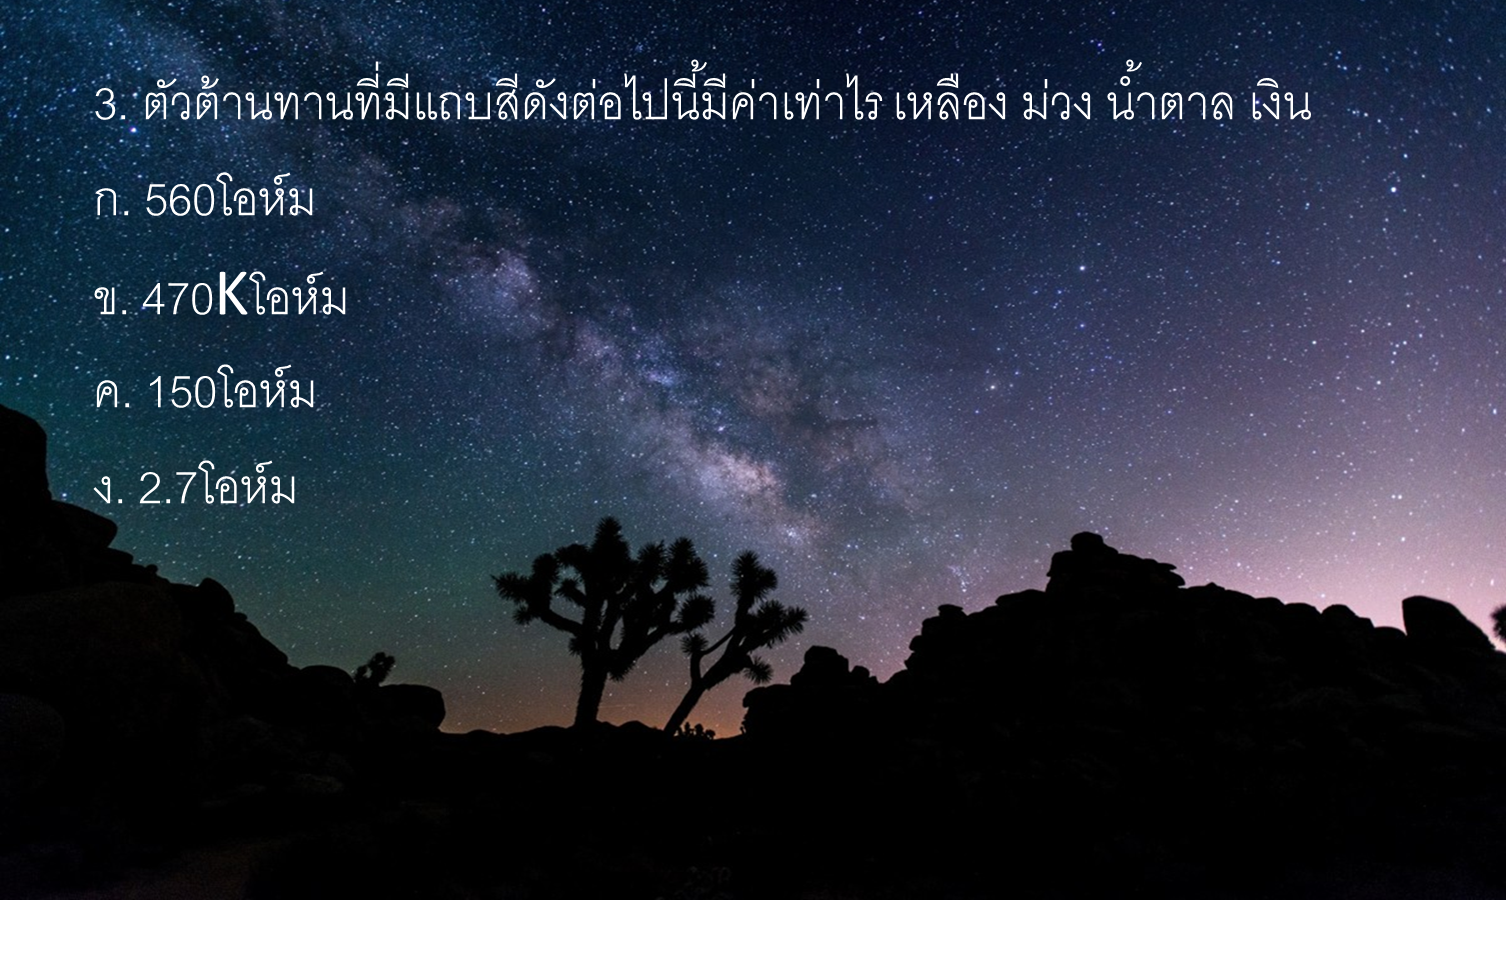 3. ตัวต้านทานที่มีแถบสีดังต่อไปนี้มีค่าเท่าไร เหลือง ม่วง น้ำตาล เงิน
ก. 560โอห์ม
ข. 470Kโอห์ม
ค. 150โอห์ม
ง. 2.7โอห์ม